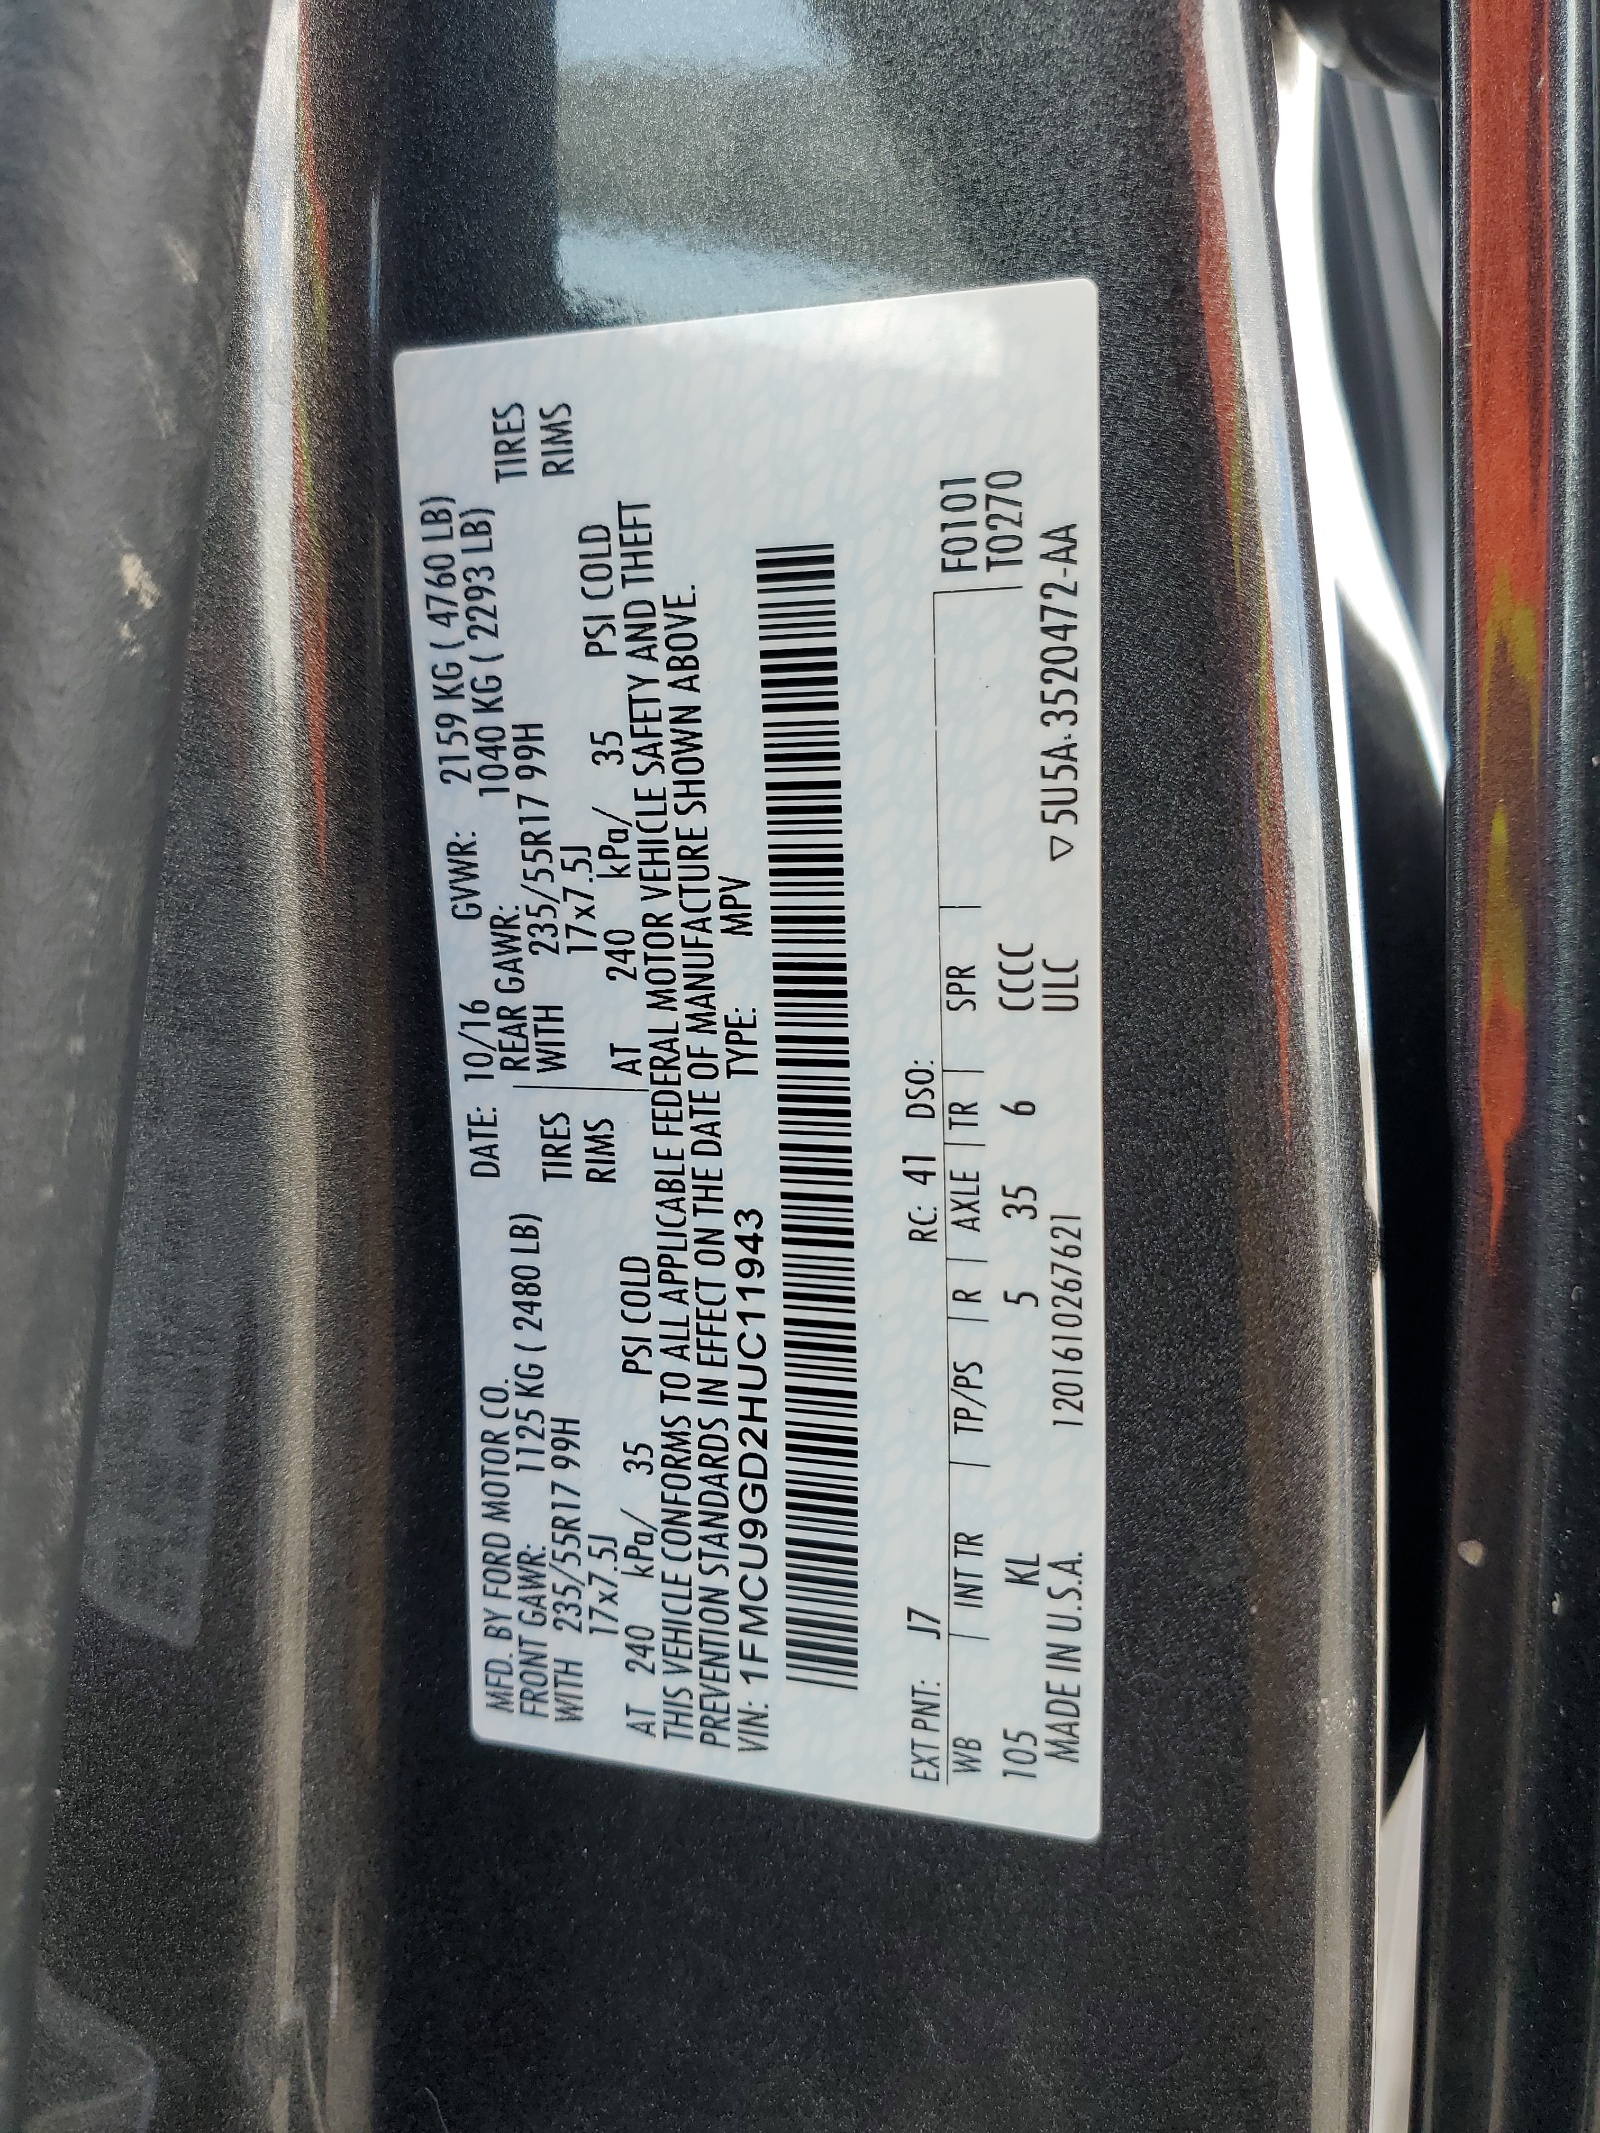 MFD. BY FORD MOTOR CO. DATE: 10/16 GVWR: 2159 KG ( 4760 LB)
FRONT GAWR: 1125 KG ( 2480 LB) REAR GAWR: 1040 KG ( 2293 LB)
WITH 235/55R17 99H TIRES WITH 235/55R17 99H TIRES
17x7.5J RIMS 17x7.5J RIMS
AT 240 kPa/ 35 PSI COLD AT 240 kPa/ 35 PSI COLD
THIS VEHICLE CONFORMS TO ALL APPLICABLE FEDERAL MOTOR VEHICLE SAFETY AND THEFT
PREVENTION STANDARDS IN EFFECT ON THE DATE OF MANUFACTURE SHOWN ABOVE.
VIN: 1FMCU9GD2HUC11943 TYPE: MPV
EXT PNT: J7 RC: 41 DSO: F0101
WB | INT TR | TP/PS | R | AXLE | TR | SPR | T0270
105 KL 5 35 6 CCCC
MADE IN U.S.A. 1201610267621 ULC ▽5U5A-3520472-AA